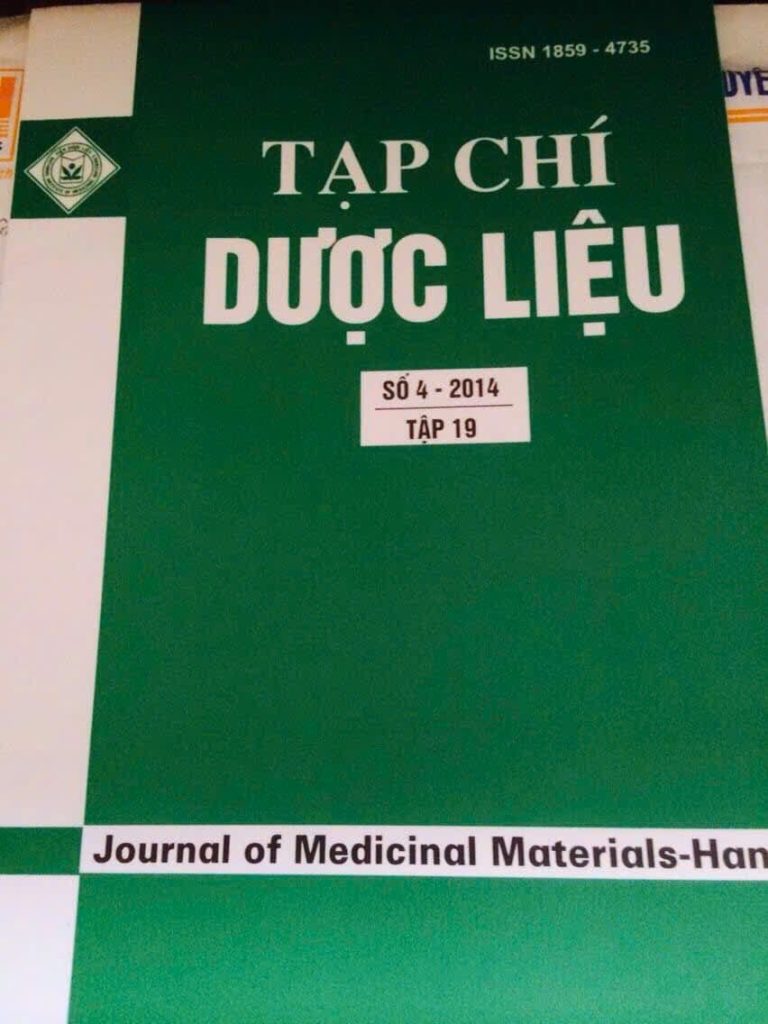 ISSN 1859 - 4735
TẠP CHÍ
DƯỢC LIỆU
SỐ 4 - 2014
TẬP 19
Journal of Medicinal Materials-Han